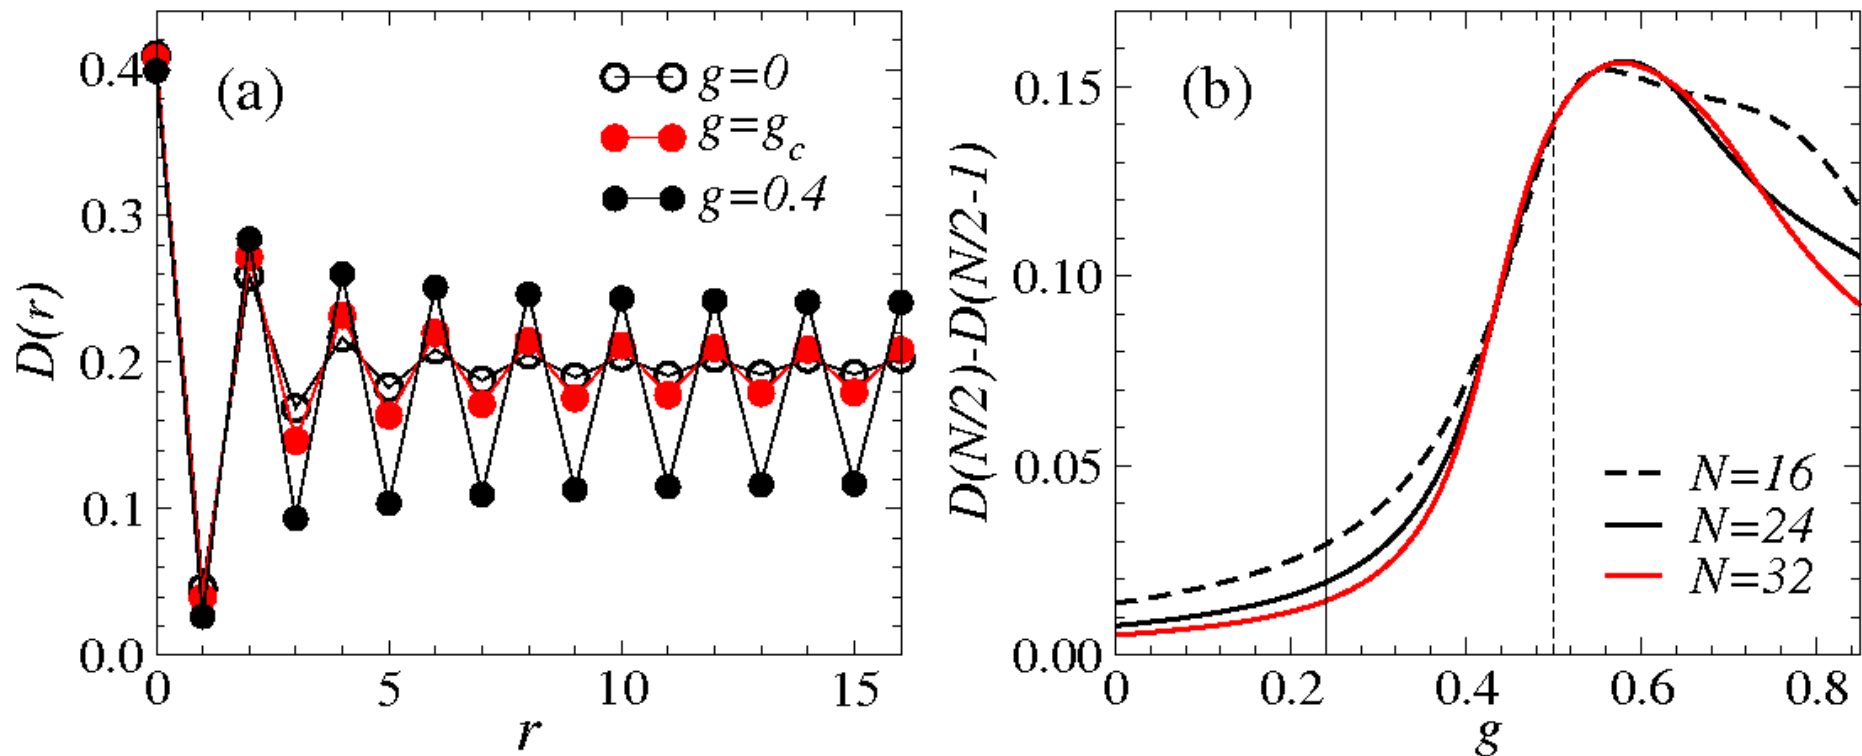 (a)
g=0
g=g_c
g=0.4
0.4
0.3
0.2
0.1
0.0
D(r)
0 5 10 15
r
(b)
0.15
0.10
0.05
0.00
D(N/2)-D(N/2-1)
N=16
N=24
N=32
0 0.2 0.4 0.6 0.8
g